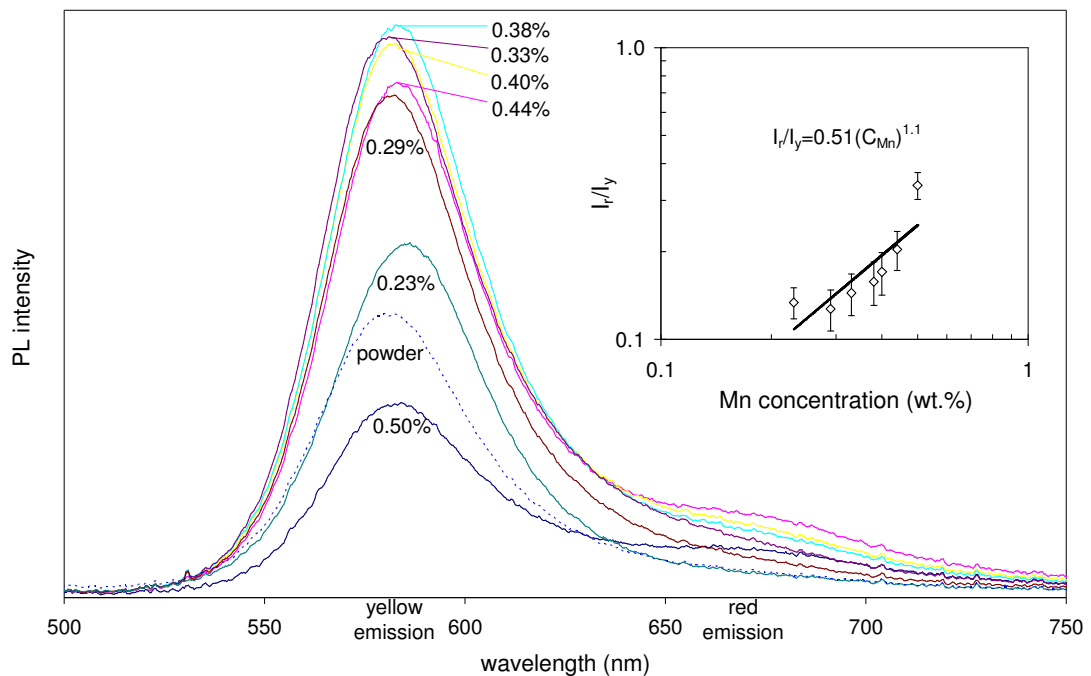 0.38%
0.33%
0.40%
0.44%
0.29%
0.23%
powder
0.50%
PL intensity
500
550
600
650
700
750
yellow
emission
red
emission
wavelength (nm)
1.0
0.1
I_r/I_y
I_r/I_y=0.51(C_Mn)^1.1
0.1
1
Mn concentration (wt.%)